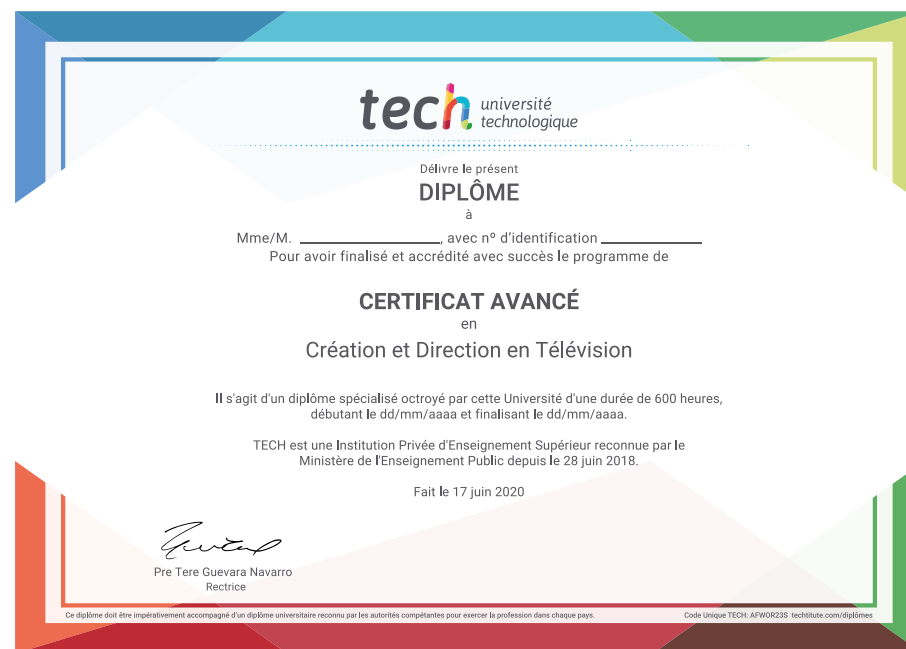 tech université
technologique
Délivre le présent
DIPLÔME
à
Mme/M. ____________________, avec nº d'identification ______________
Pour avoir finalisé et accrédité avec succès le programme de
CERTIFICAT AVANCÉ
en
Création et Direction en Télévision
Il s'agit d'un diplôme spécialisé octroyé par cette Université d'une durée de 600 heures,
débutant le dd/mm/aaaa et finalisant le dd/mm/aaaa.
TECH est une Institution Privée d'Enseignement Supérieur reconnue par le
Ministère de l'Enseignement Public depuis le 28 juin 2018.
Fait le 17 juin 2020
Pre Tere Guevara Navarro
Rectrice
Ce diplôme doit être impérativement accompagné d'un diplôme universitaire reconnu par les autorités compétentes pour exercer la profession dans chaque pays.
Code Unique TECH: AFWOR23S techtitute.com/diplômes